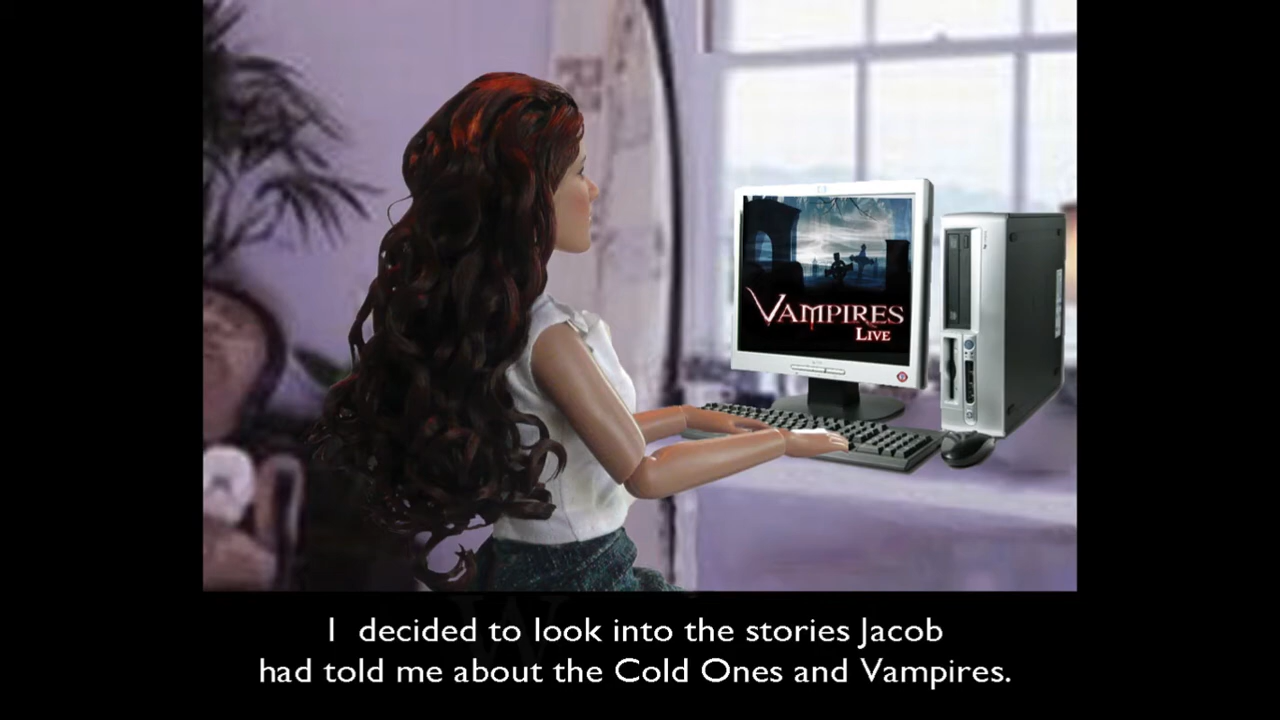 VAMPIRES
LIVE
I decided to look into the stories Jacob
had told me about the Cold Ones and Vampires.